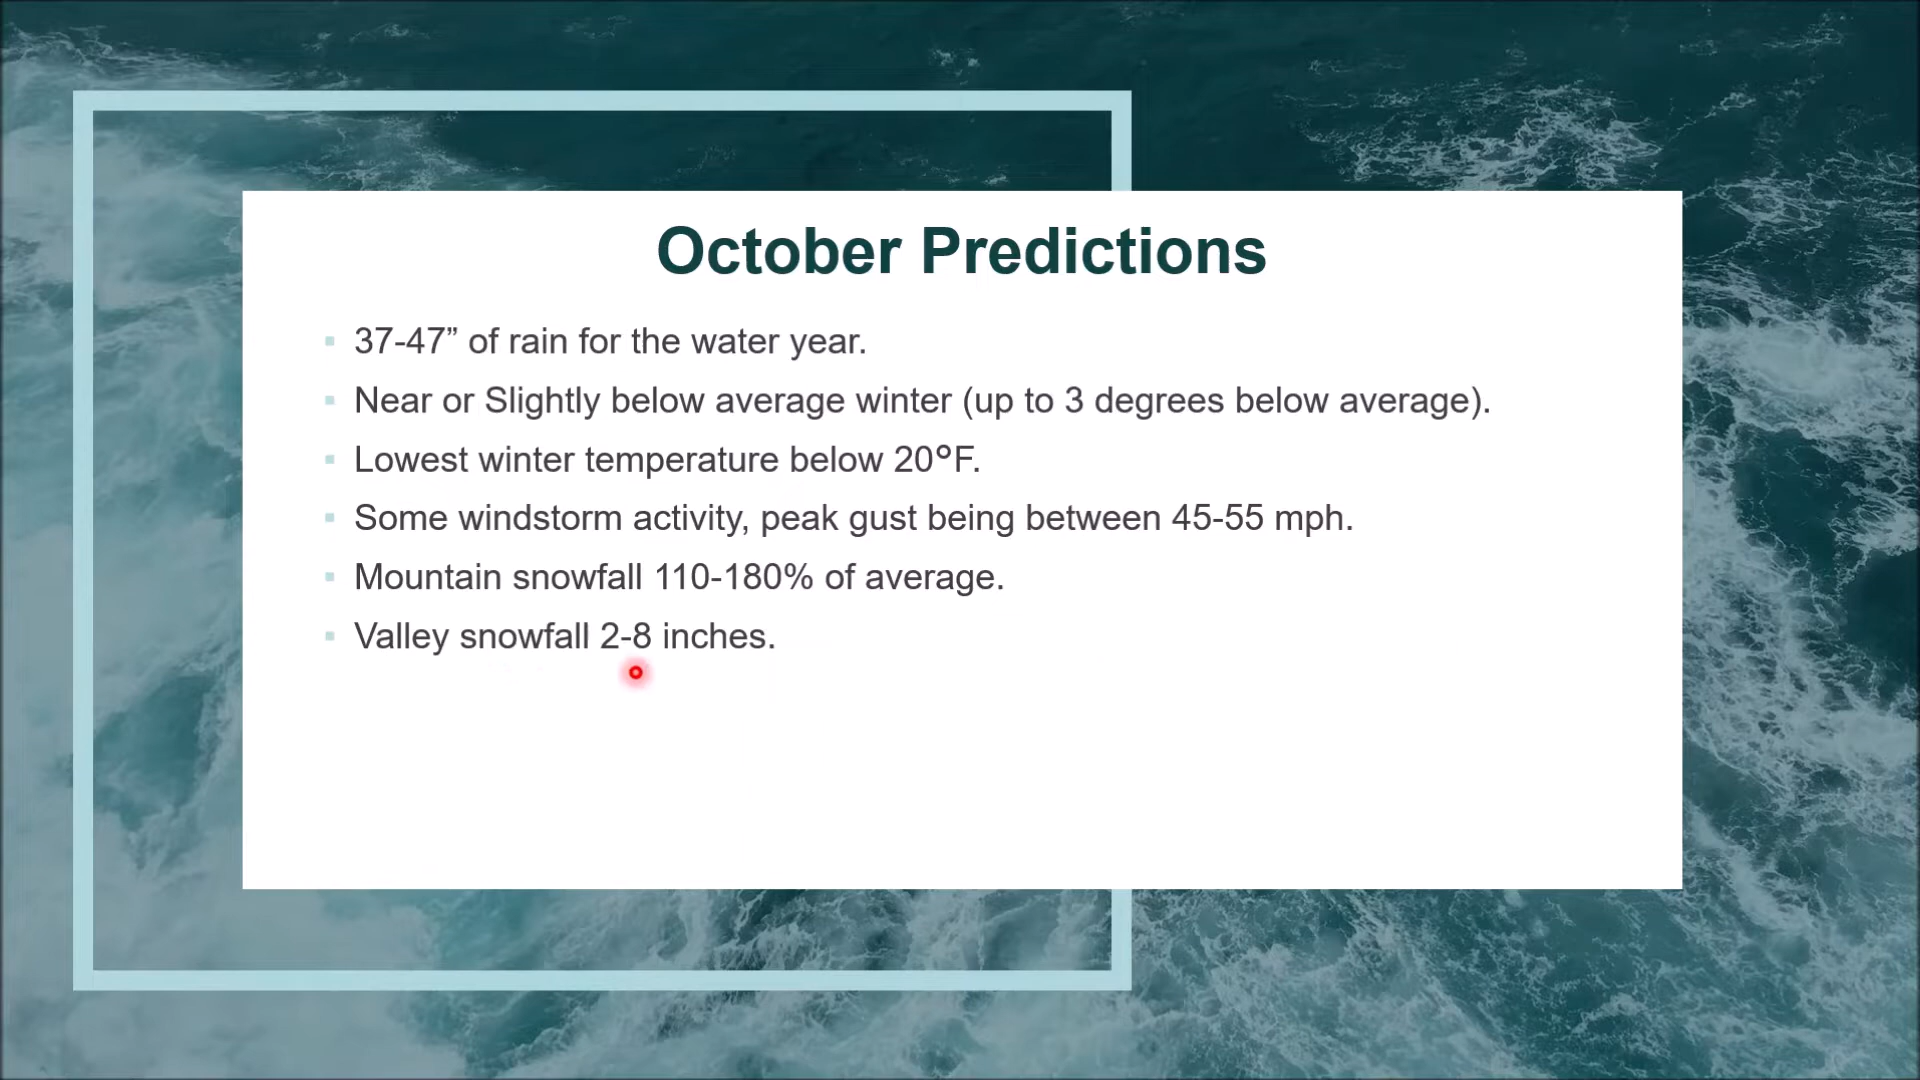 October Predictions
37-47” of rain for the water year.
Near or Slightly below average winter (up to 3 degrees below average).
Lowest winter temperature below 20°F.
Some windstorm activity, peak gust being between 45-55 mph.
Mountain snowfall 110-180% of average.
Valley snowfall 2-8 inches.